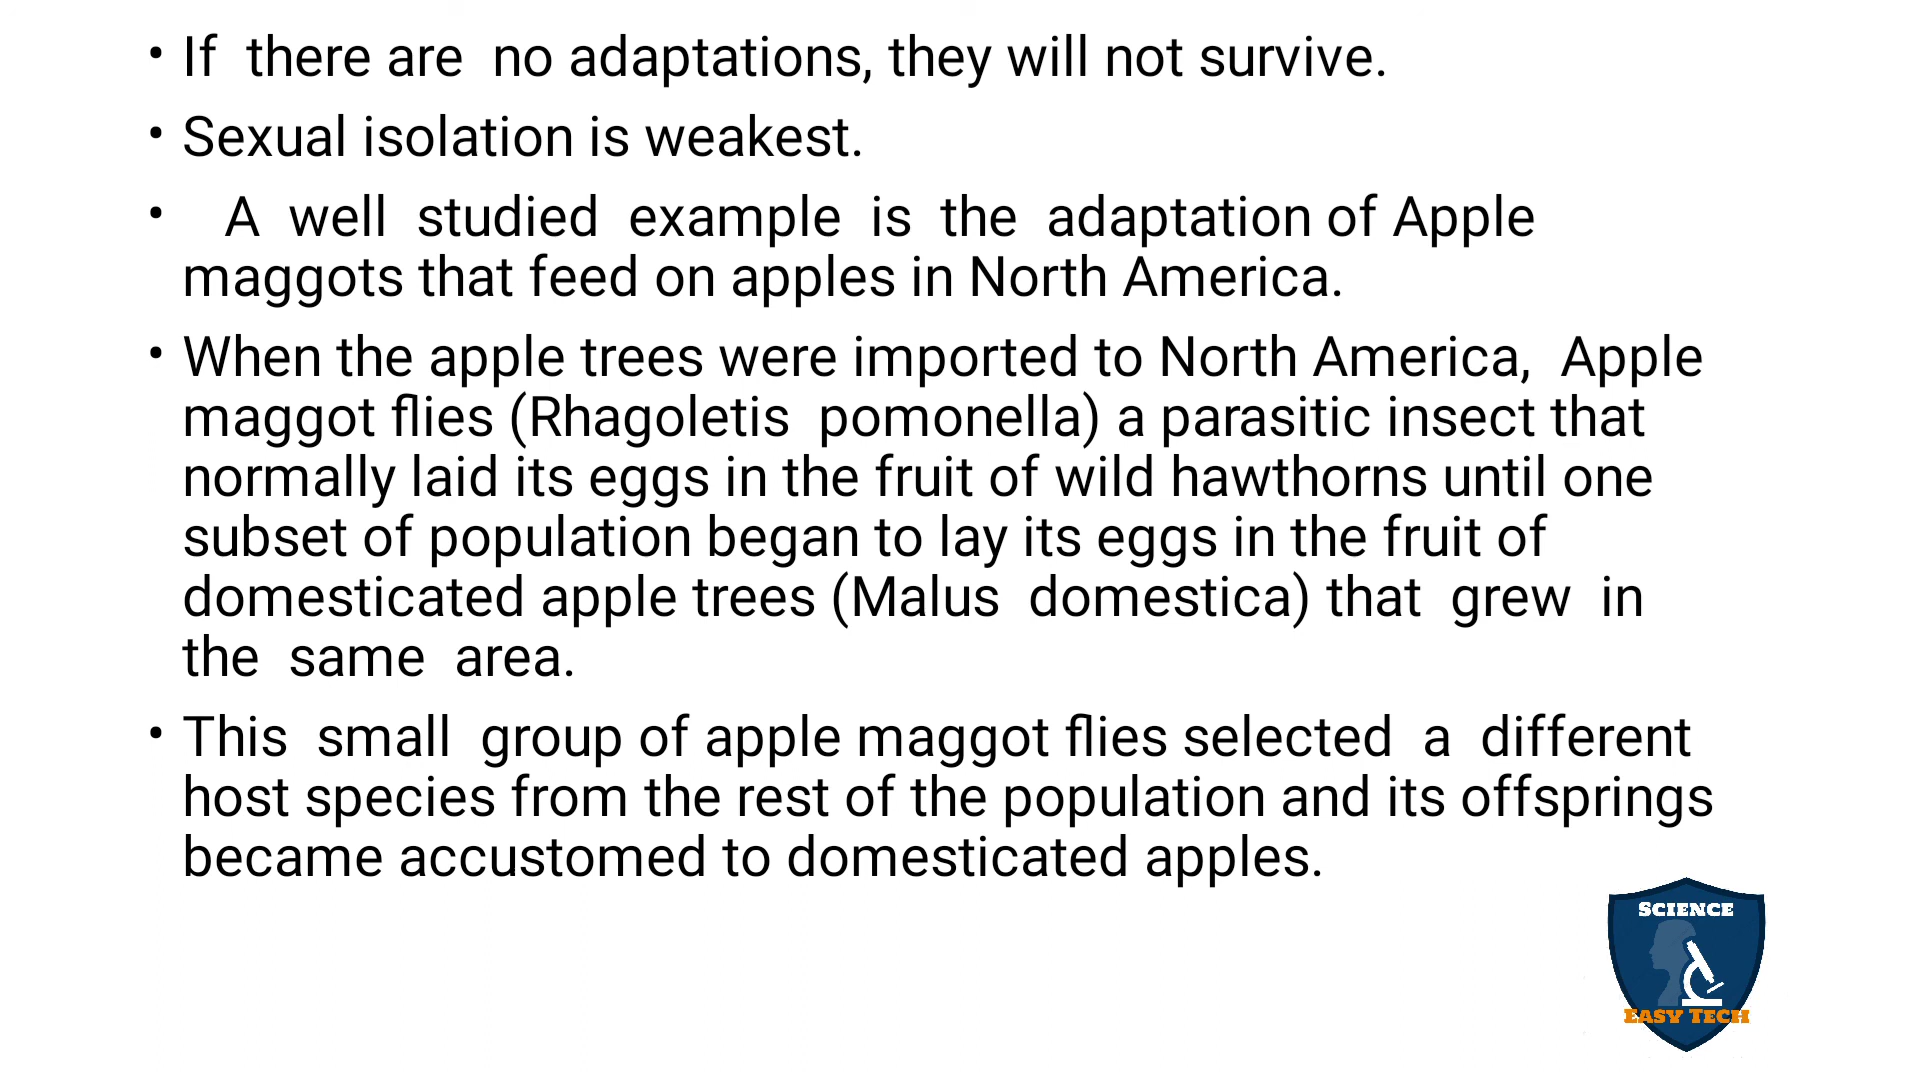 • If there are no adaptations, they will not survive.
• Sexual isolation is weakest.
• A well studied example is the adaptation of Apple
maggots that feed on apples in North America.
• When the apple trees were imported to North America, Apple
maggot flies (Rhagoletis pomonella) a parasitic insect that
normally laid its eggs in the fruit of wild hawthorns until one
subset of population began to lay its eggs in the fruit of
domesticated apple trees (Malus domestica) that grew in
the same area.
• This small group of apple maggot flies selected a different
host species from the rest of the population and its offsprings
became accustomed to domesticated apples.
SCIENCE
EASY TECH